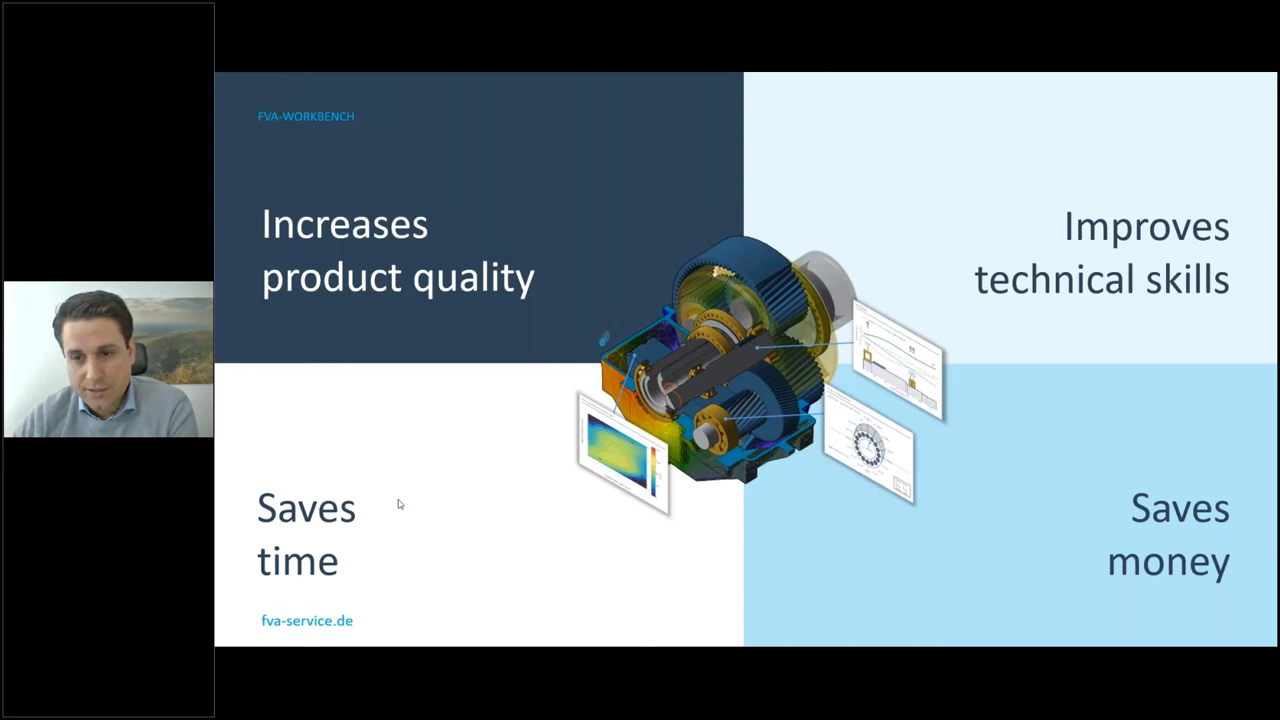 FVA-WORKBENCH
Increases
product quality
Improves
technical skills
Saves
time
Saves
money
fva-service.de